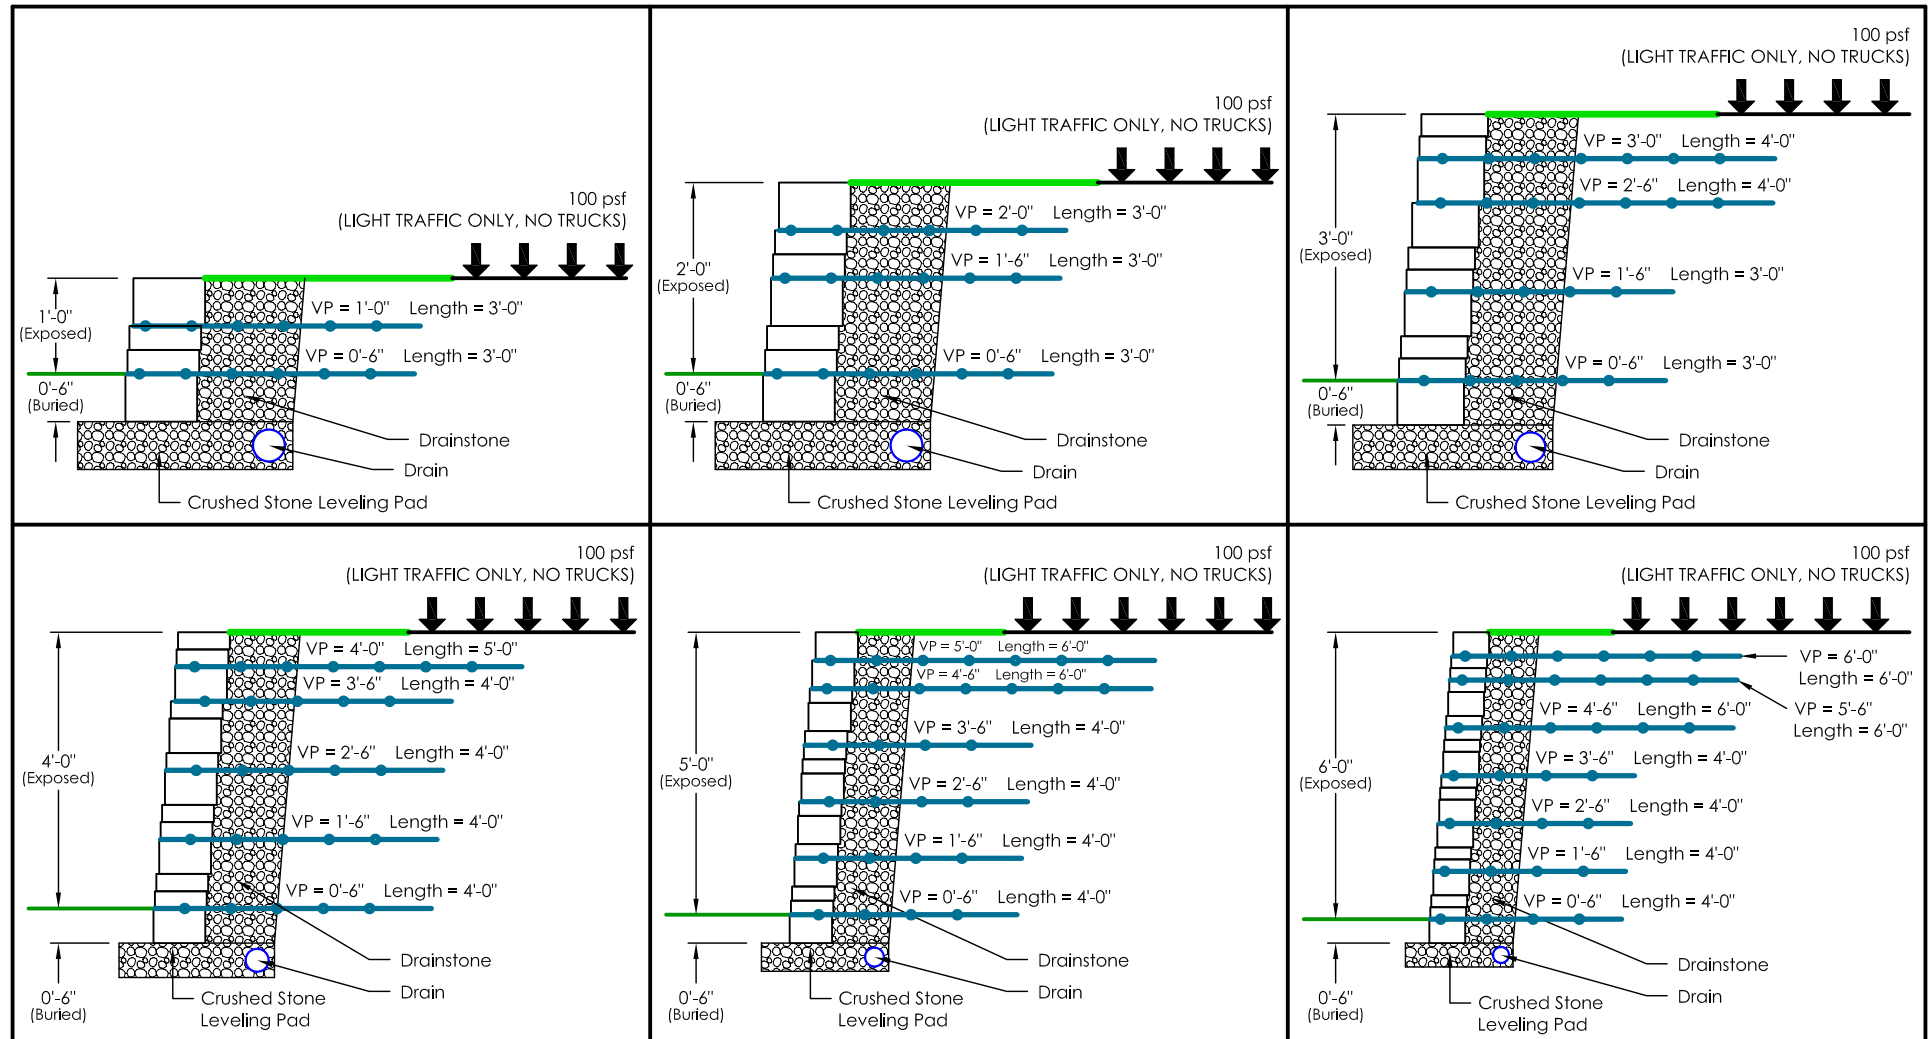 100 psf
(LIGHT TRAFFIC ONLY, NO TRUCKS)
VP = 1'-0" Length = 3'-0"
1'-0"
(Exposed)
VP = 0'-6" Length = 3'-0"
0'-6"
(Buried)
Drainstone
Drain
Crushed Stone Leveling Pad
100 psf
(LIGHT TRAFFIC ONLY, NO TRUCKS)
VP = 2'-0" Length = 3'-0"
VP = 1'-6" Length = 3'-0"
2'-0"
(Exposed)
VP = 0'-6" Length = 3'-0"
0'-6"
(Buried)
Drainstone
Drain
Crushed Stone Leveling Pad
100 psf
(LIGHT TRAFFIC ONLY, NO TRUCKS)
VP = 3'-0" Length = 4'-0"
VP = 2'-6" Length = 4'-0"
3'-0"
(Exposed)
VP = 1'-6" Length = 3'-0"
VP = 0'-6" Length = 3'-0"
0'-6"
(Buried)
Drainstone
Drain
Crushed Stone Leveling Pad
100 psf
(LIGHT TRAFFIC ONLY, NO TRUCKS)
VP = 4'-0" Length = 5'-0"
VP = 3'-6" Length = 4'-0"
VP = 2'-6" Length = 4'-0"
4'-0"
(Exposed)
VP = 1'-6" Length = 4'-0"
VP = 0'-6" Length = 4'-0"
Drainstone
Drain
0'-6"
(Buried)
Crushed Stone
Leveling Pad
100 psf
(LIGHT TRAFFIC ONLY, NO TRUCKS)
VP = 5'-0" Length = 6'-0"
VP = 4'-6" Length = 6'-0"
VP = 3'-6" Length = 4'-0"
5'-0"
(Exposed)
VP = 2'-6" Length = 4'-0"
VP = 1'-6" Length = 4'-0"
VP = 0'-6" Length = 4'-0"
Drainstone
Drain
0'-6"
(Buried)
Crushed Stone
Leveling Pad
100 psf
(LIGHT TRAFFIC ONLY, NO TRUCKS)
VP = 6'-0"
Length = 6'-0"
VP = 5'-6"
Length = 6'-0"
VP = 4'-6" Length = 6'-0"
VP = 3'-6" Length = 4'-0"
6'-0"
(Exposed)
VP = 2'-6" Length = 4'-0"
VP = 1'-6" Length = 4'-0"
VP = 0'-6" Length = 4'-0"
Drainstone
Drain
0'-6"
(Buried)
Crushed Stone
Leveling Pad